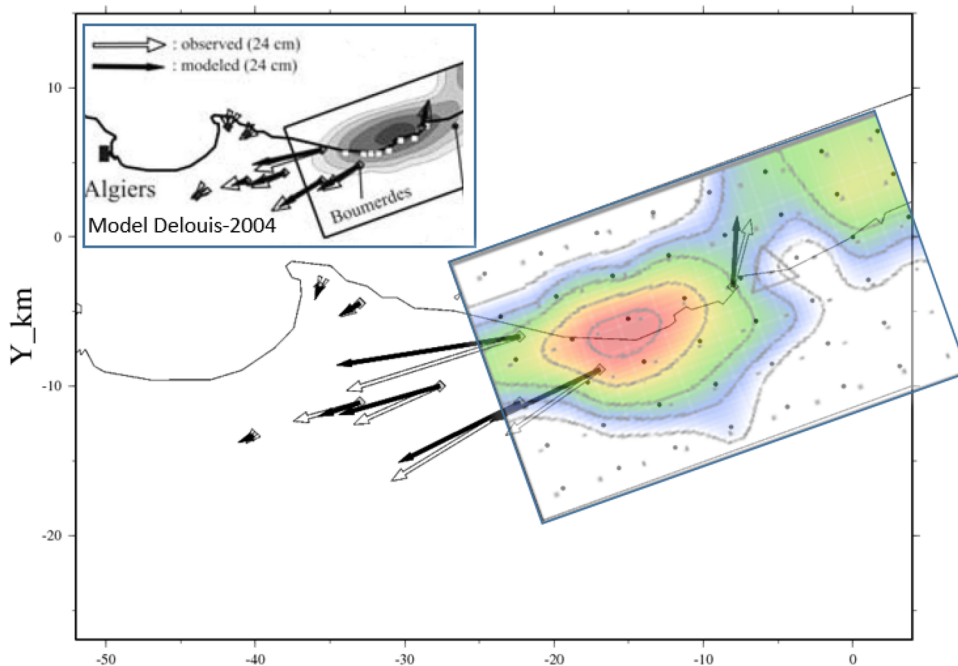 : observed (24 cm)
: modeled (24 cm)
Algiers
Boumerdes
Model Delouis-2004
10
0
-10
-20
Y_km
-50
-40
-30
-20
-10
0